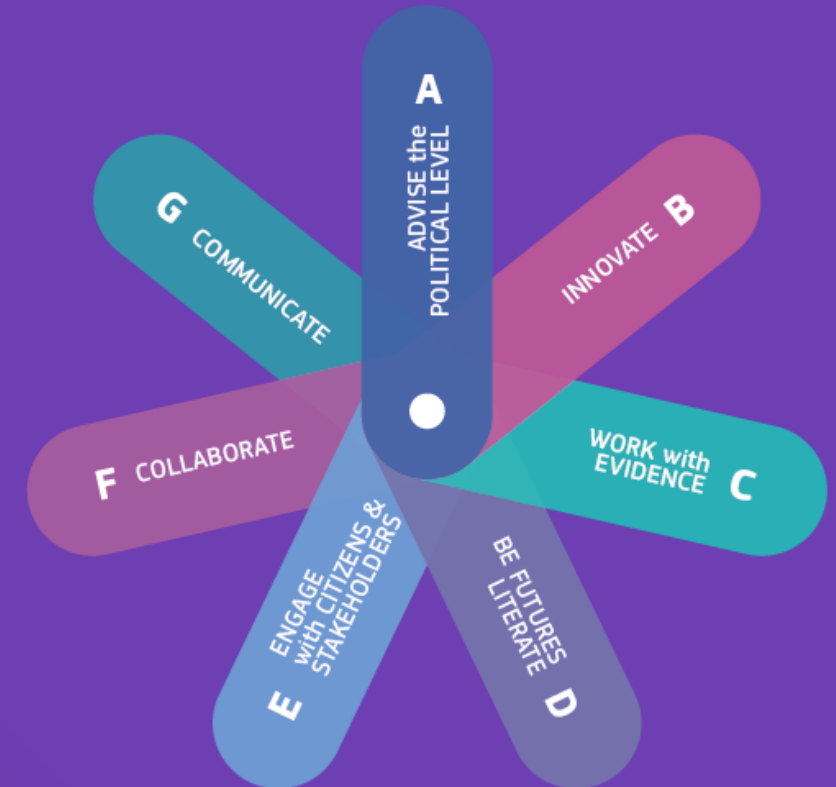 A
ADVISE the
POLITICAL LEVEL
B
INNOVATE
C
WORK with
EVIDENCE
D
BE FUTURES
LITERATE
E
ENGAGE
with CITIZENS &
STAKEHOLDERS
F
COLLABORATE
G
COMMUNICATE